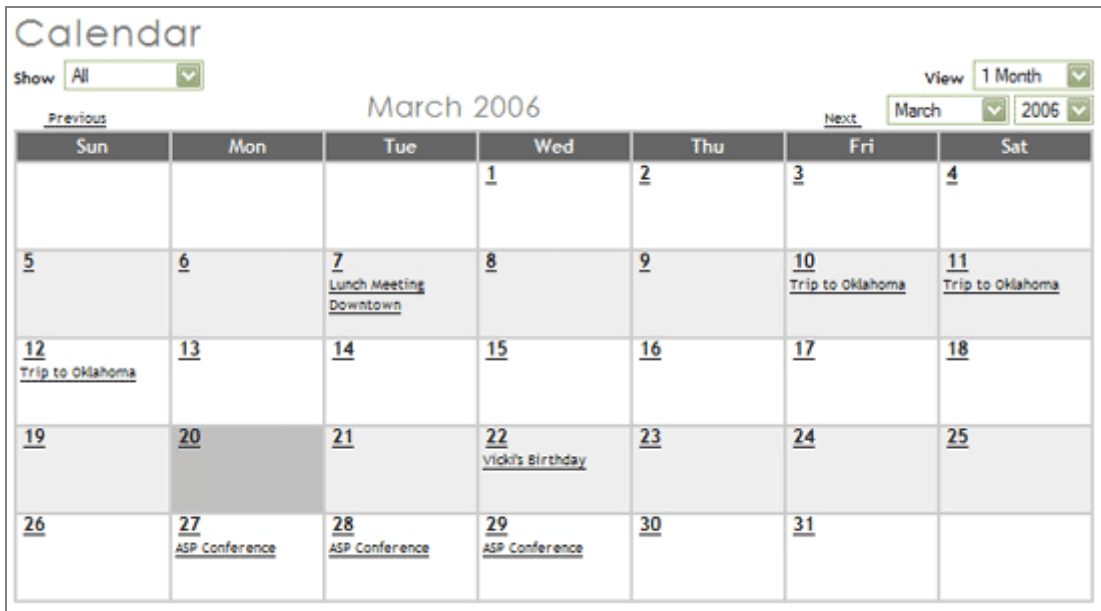 Calendar
Show All View 1 Month
Previous March 2006 Next March 2006
Sun Mon Tue Wed Thu Fri Sat
1 2 3 4
5 6 7 8 9 10 11
Lunch Meeting Trip to Oklahoma Trip to Oklahoma
Downtown
12 13 14 15 16 17 18
Trip to Oklahoma
19 20 21 22 23 24 25
Vicki's Birthday
26 27 28 29 30 31
ASP Conference ASP Conference ASP Conference